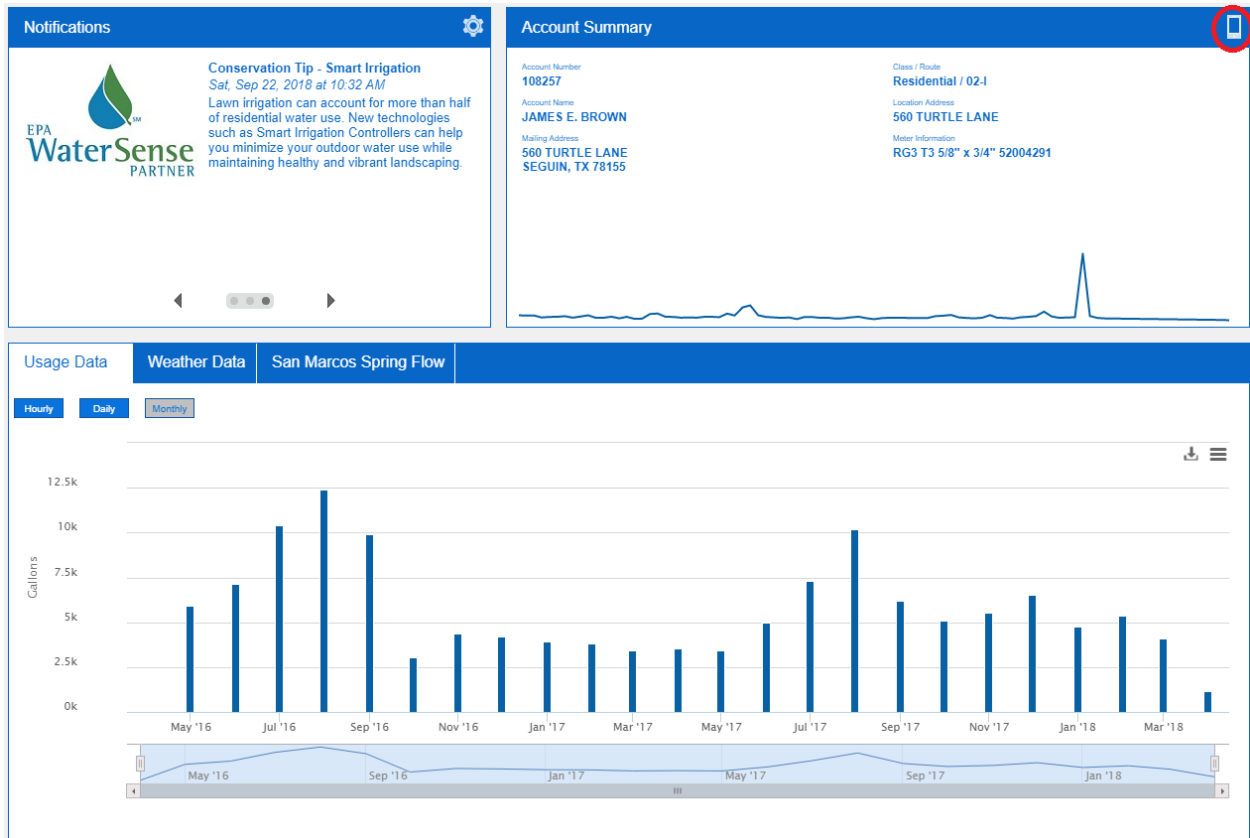 Notifications
EPA
WaterSense
SM
PARTNER
Conservation Tip - Smart Irrigation
Sat, Sep 22, 2018 at 10:32 AM
Lawn irrigation can account for more than half
of residential water use. New technologies
such as Smart Irrigation Controllers can help
you minimize your outdoor water use while
maintaining healthy and vibrant landscaping.
Account Summary
Account Number
108257
Account Name
JAMES E. BROWN
Mailing Address
560 TURTLE LANE
SEGUIN, TX 78155
Class / Route
Residential / 02-I
Location Address
560 TURTLE LANE
Meter Information
RG3 T3 5/8" x 3/4" 52004291
Usage Data
Weather Data
San Marcos Spring Flow
Hourly
Daily
Monthly
Gallons
12.5k
10k
7.5k
5k
2.5k
0k
May '16
Jul '16
Sep '16
Nov '16
Jan '17
Mar '17
May '17
Jul '17
Sep '17
Nov '17
Jan '18
Mar '18
May '16
Sep '16
Jan '17
May '17
Sep '17
Jan '18